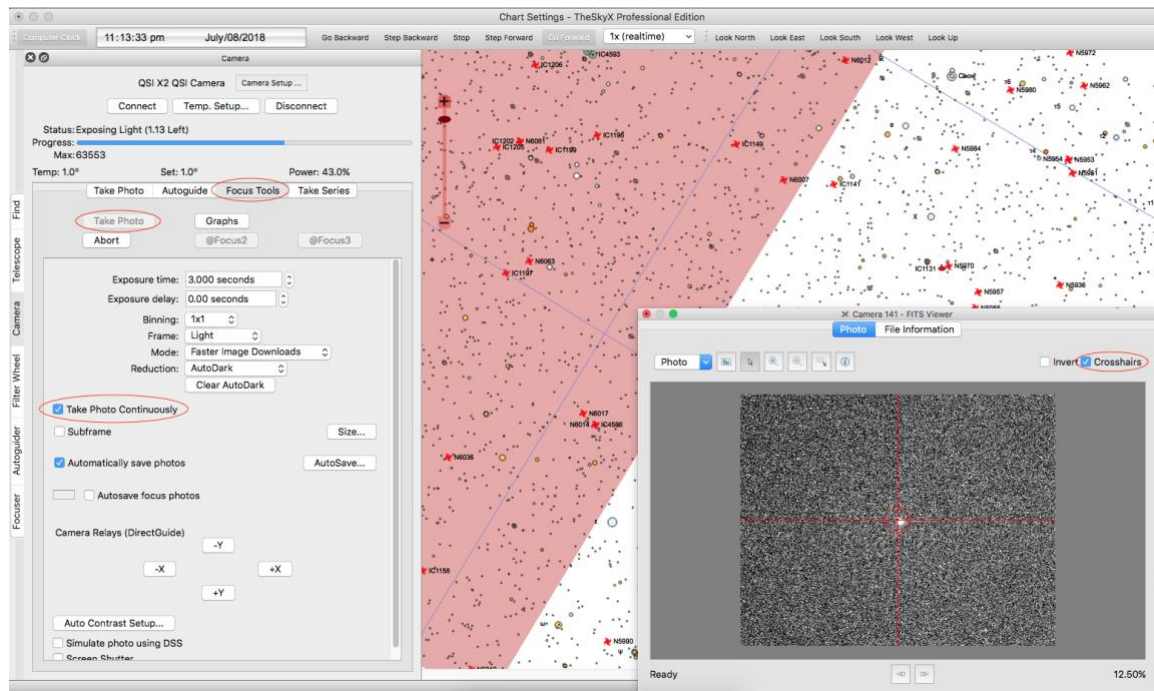 Chart Settings - TheSkyX Professional Edition
Computer Clock 11:13:33 pm July/08/2018 Go Backward Step Backward Stop Step Forward Go Forward 1x (realtime) Look North Look East Look South Look West Look Up
Camera
QSI X2 QSI Camera Camera Setup ...
Connect Temp. Setup... Disconnect
Status: Exposing Light (1.13 Left)
Progress:
Max: 63553
Temp: 1.0° Set: 1.0° Power: 43.0%
Take Photo Autoguide Focus Tools Take Series
Take Photo Graphs
Abort @Focus2 @Focus3
Exposure time: 3.000 seconds
Exposure delay: 0.00 seconds
Binning: 1x1
Frame: Light
Mode: Faster Image Downloads
Reduction: AutoDark
Clear AutoDark
Take Photo Continuously
Subframe Size...
Automatically save photos AutoSave...
Autosave focus photos
Camera Relays (DirectGuide)
-Y
-X +X
+Y
Auto Contrast Setup...
Simulate photo using DSS
Screen Shutter
Find
Telescope
Camera
Filter Wheel
Autoguider
Focuser
IC4593
IC1206
N6012
N5972
N5980
N5962
τ6
τ5
IC1202 N6081
IC1205
IC1199
IC1196
IC1149
N5984
N5954 N5953
N5951
N6007
IC1141
χ
N6063
IC1197
IC1131 N5970
N5957
N5936
N6017
N6014 IC4586
N6036
IC1158
N5990
ω
ψ
Camera 141 - FITS Viewer
Photo File Information
Photo Invert Crosshairs
Ready 12.50%